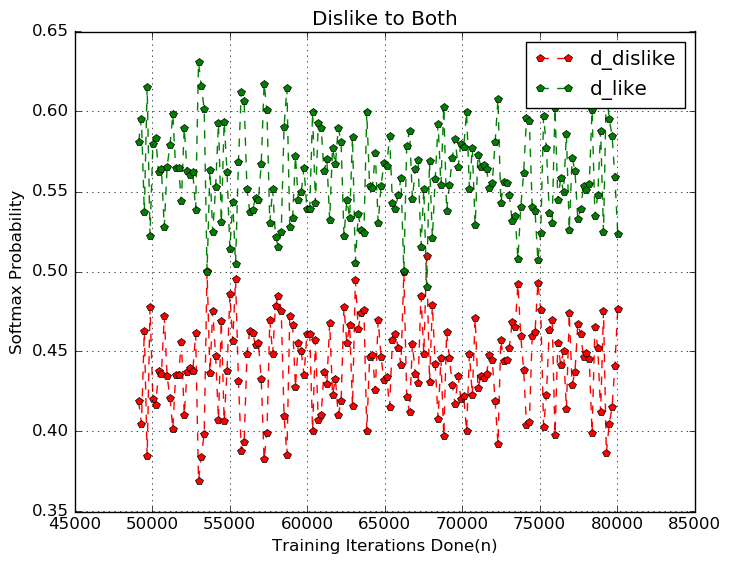 Dislike to Both
0.65
0.60
0.55
0.50
0.45
0.40
0.35
Softmax Probability
d_dislike
d_like
45000 50000 55000 60000 65000 70000 75000 80000 85000
Training Iterations Done(n)